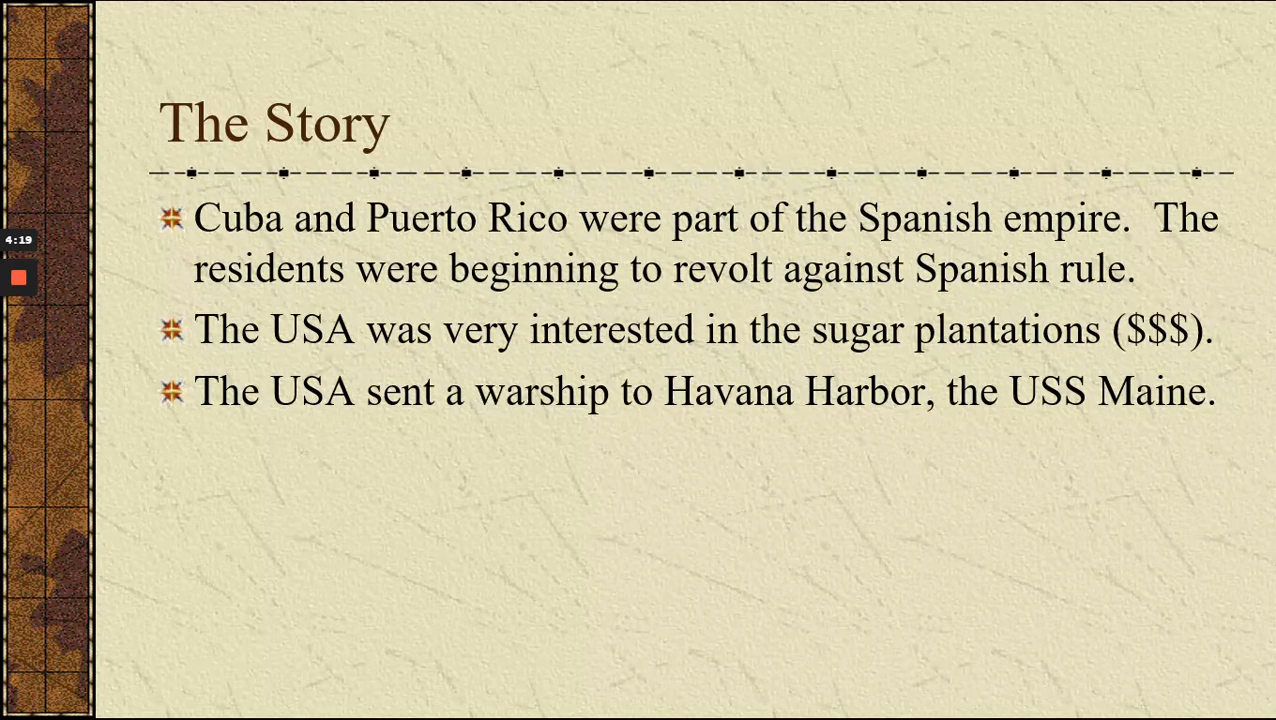 The Story
Cuba and Puerto Rico were part of the Spanish empire.  The
residents were beginning to revolt against Spanish rule.
4:19
The USA was very interested in the sugar plantations ($$$).
The USA sent a warship to Havana Harbor, the USS Maine.